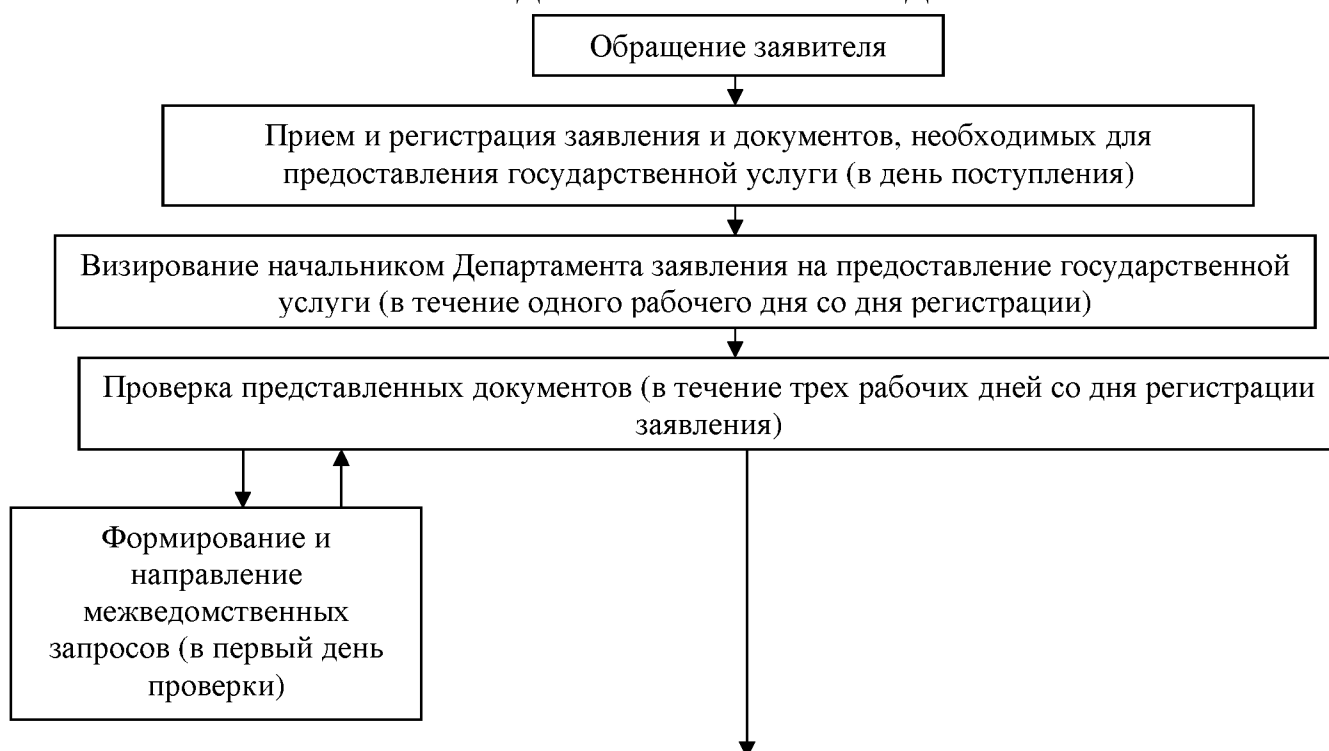 Обращение заявителя
Прием и регистрация заявления и документов, необходимых для
предоставления государственной услуги (в день поступления)
Визирование начальником Департамента заявления на предоставление государственной
услуги (в течение одного рабочего дня со дня регистрации)
Проверка представленных документов (в течение трех рабочих дней со дня регистрации
заявления)
Формирование и
направление
межведомственных
запросов (в первый день
проверки)